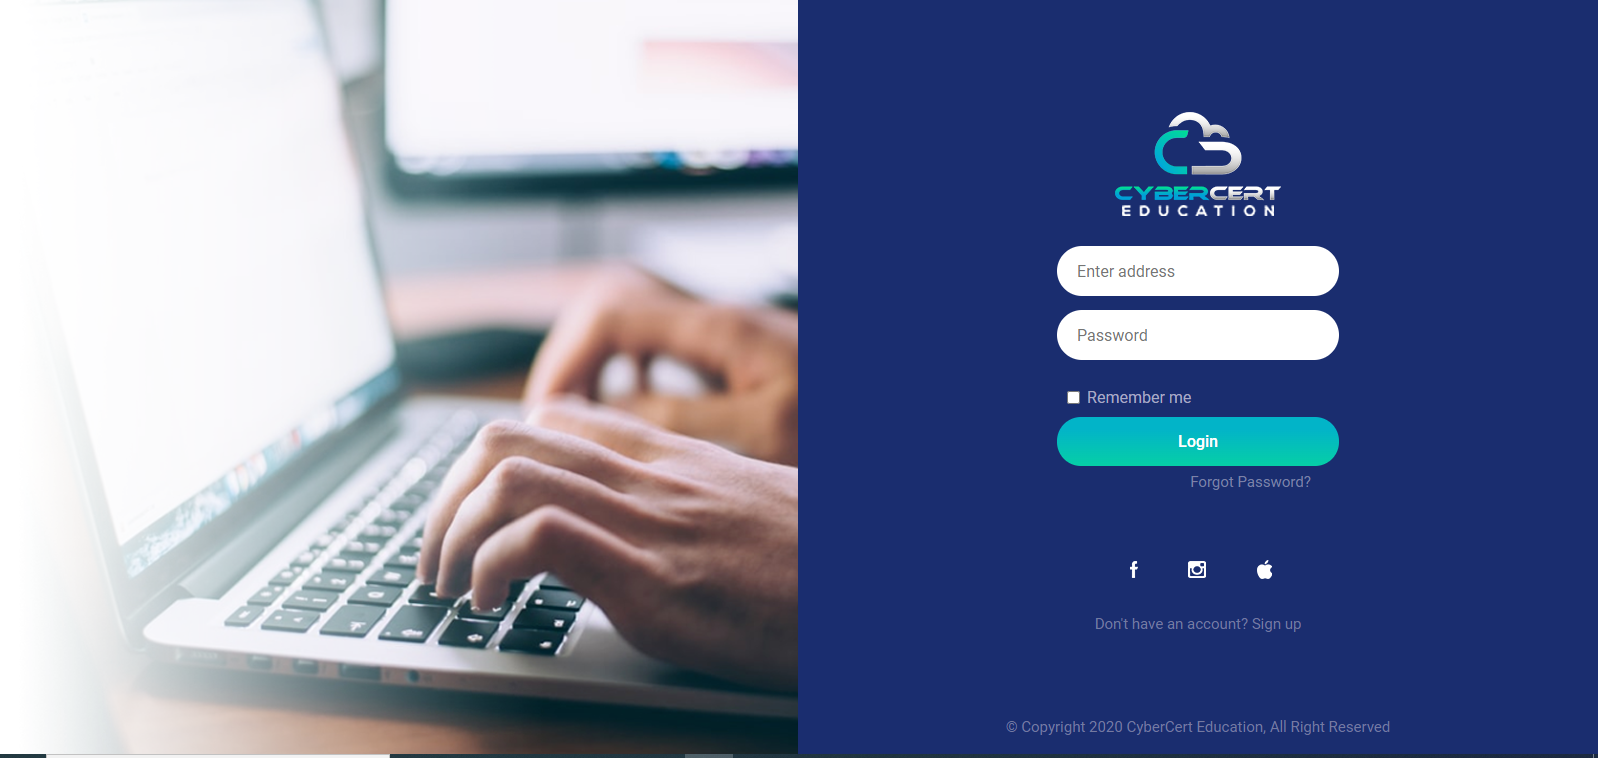 CYBERCERT
EDUCATION
Enter address
Password
Remember me
Login
Forgot Password?
Don't have an account? Sign up
© Copyright 2020 CyberCert Education, All Right Reserved